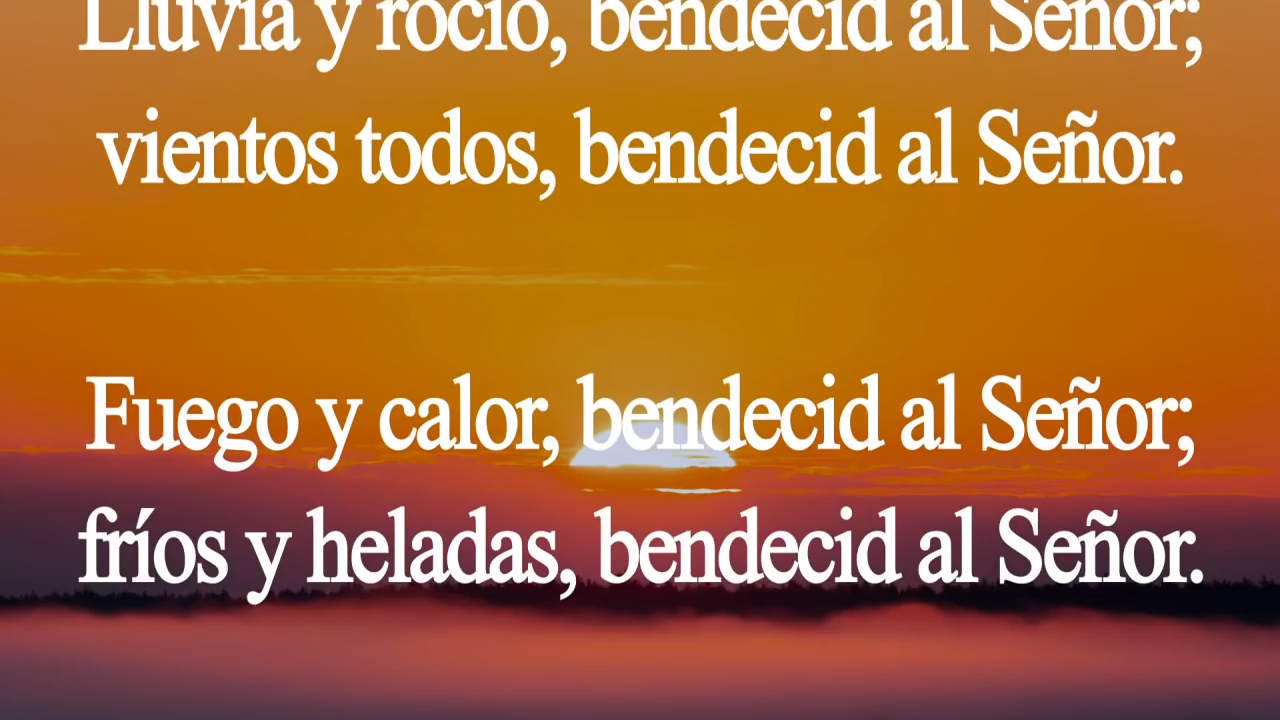 Lluvia y rocío, bendecid al Señor;
vientos todos, bendecid al Señor.
Fuego y calor, bendecid al Señor;
fríos y heladas, bendecid al Señor.